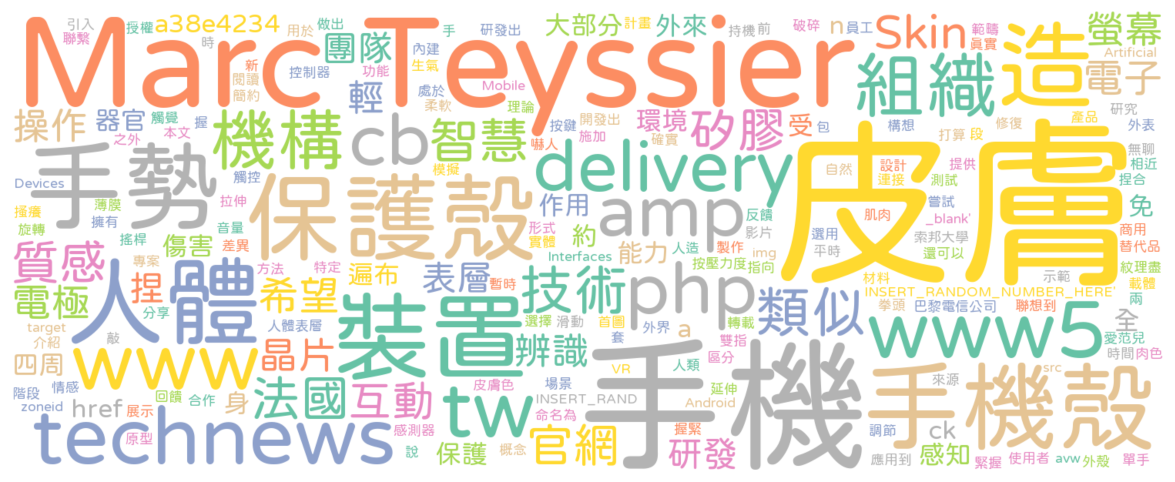 引入 授權 a38e4234 做出 用於 手 研發出 大部分 計畫 外來 持機 前 破碎 n 員工 範疇 真實 螢幕
聯繫 時 新 團隊 內建 Skin 造 Artificial
Marc Teyssier
閱讀 控制器 功能 生氣 處於 Mobile 組織 電子
簡約 輕 柔軟 理論 研究
操作 器官 觸覺 機構 cb 智慧 按鍵 開發出 施加 環境 矽膠 受 包 構想 打算 段 修復 產品 外表
之外 本文 握 嚇人 確實 無聊
手勢 模擬 delivery 皮膚 自然 設計 提供 相近
Devices 觸控 保護殼 連接 測試 捏合
搔癢 薄膜 擁有 拉伸 作用 amp 反饋 肌肉 嘗試 _blank' 免
旋轉 搖桿 音量 形式 影片 選用 索邦大學 商用
質感 傷害 差異 實體 約 能力 人造 製作 平時 還可以 替代品
專案 方法 特定 遍布 表層 Interfaces 按壓力度 img 指向 材料 示範 紋理盡
電極 人體 捏 希望 技術 php 類似 INSERT_RANDOM_NUMBER_HERE' 載體
分享 暫時 裝置 拳頭 巴黎電信公司 聯想到 兩
target 敲 人體表層 選擇 滑動 首圖 外界 轉載 a www5 全
介紹 www 晶片 辨識 套 雙指 愛范兒
四周 手機 人類 區分 時間 肉色
階段 情感 回饋 合作 身 法國 互動 皮膚色 場景 VR 延伸 手機殼 來源 src
zoneid href 展示 tw INSERT_RAND Android
technews 感測器 命名為 握緊 調節 ck
原型 說 保護 概念 官網 研發 應用到 感知 緊握 使用者 avw 外殼 單手